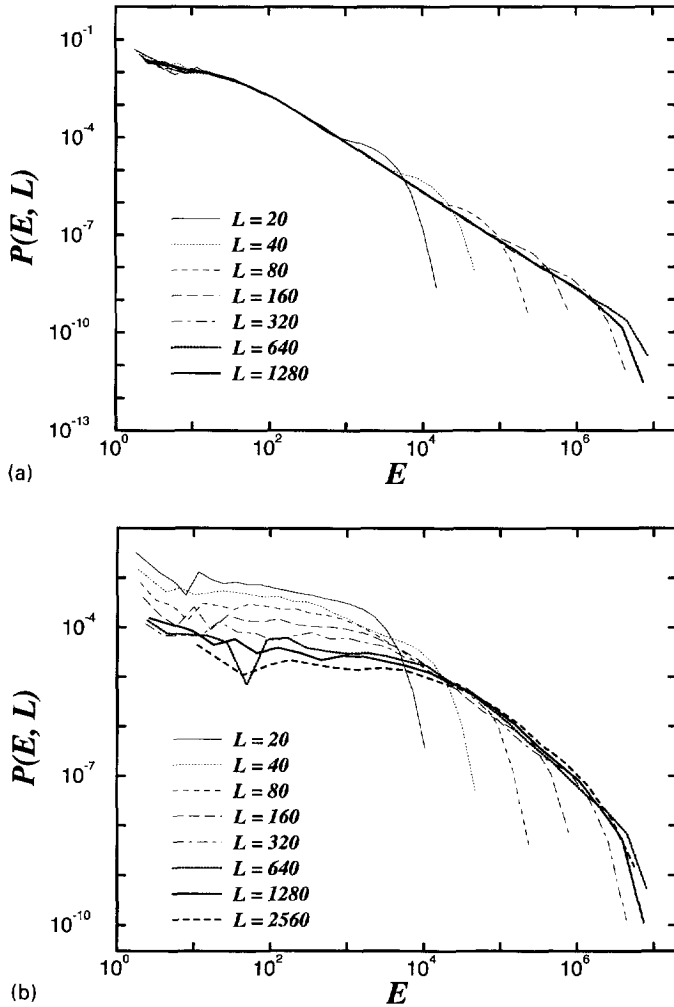 10^-1
10^-4
10^-7
10^-10
10^-13
P(E, L)
L = 20
L = 40
L = 80
L = 160
L = 320
L = 640
L = 1280
10^0 10^2 10^4 10^6
E
(a)
10^-4
10^-7
10^-10
P(E, L)
L = 20
L = 40
L = 80
L = 160
L = 320
L = 640
L = 1280
L = 2560
10^0 10^2 10^4 10^6
E
(b)